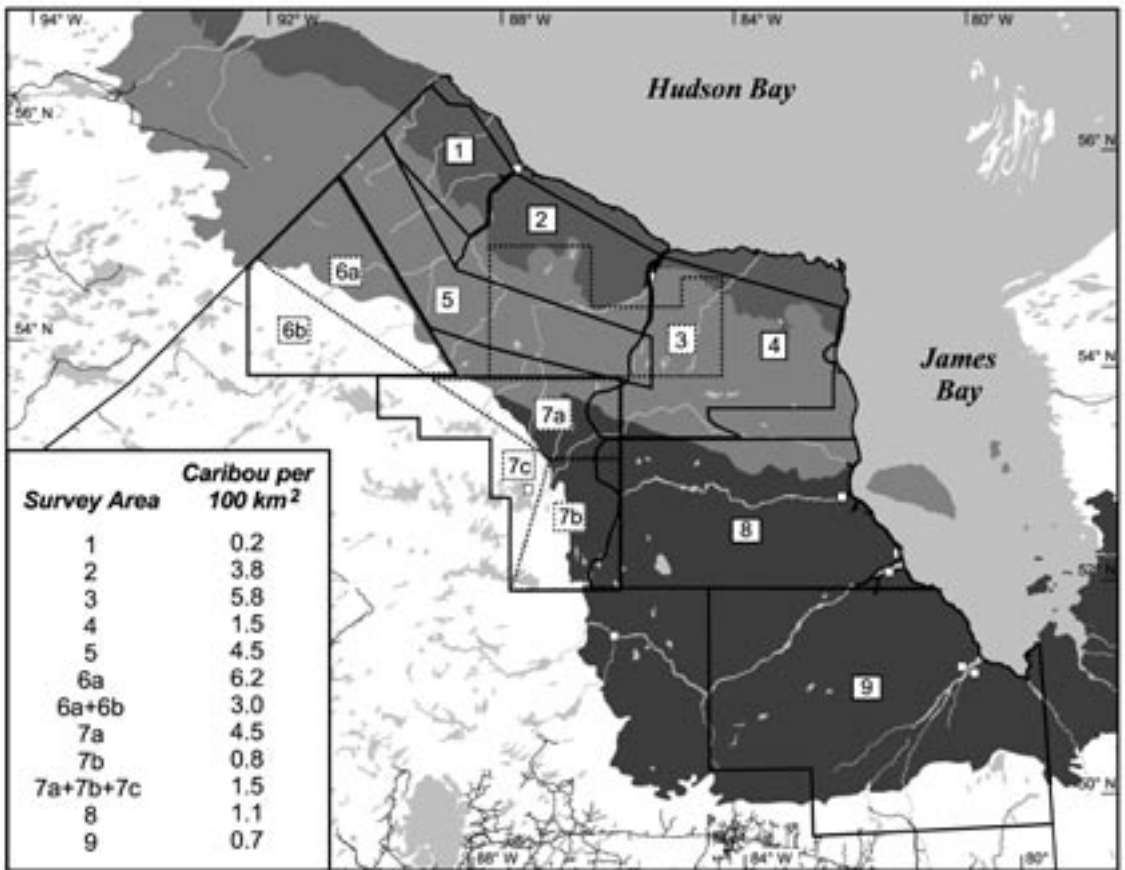 94° W 92° W 88° W 84° W 80° W
Hudson Bay
56° N 56° N
1
2
6a
5
6b
3
4
54° N 54° N
James
Bay
7a
7c
7b
8
52° N
9
50° N
88° W 84° W 80°
Survey Area Caribou per
100 km²
1 0.2
2 3.8
3 5.8
4 1.5
5 4.5
6a 6.2
6a+6b 3.0
7a 4.5
7b 0.8
7a+7b+7c 1.5
8 1.1
9 0.7